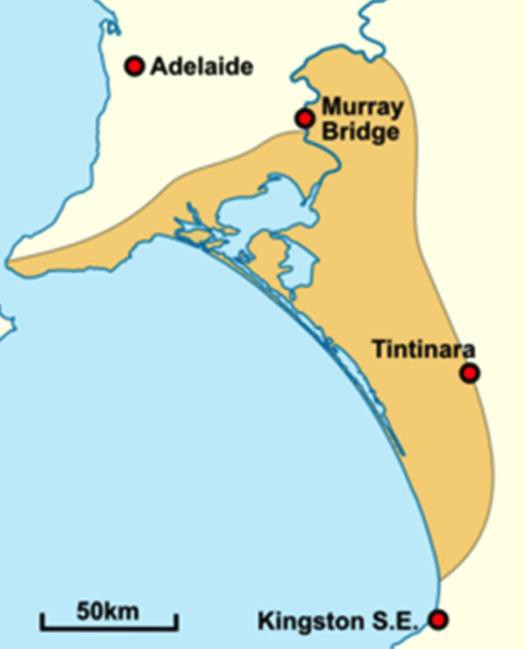 Adelaide
Murray
Bridge
Tintinara
50km
Kingston S.E.